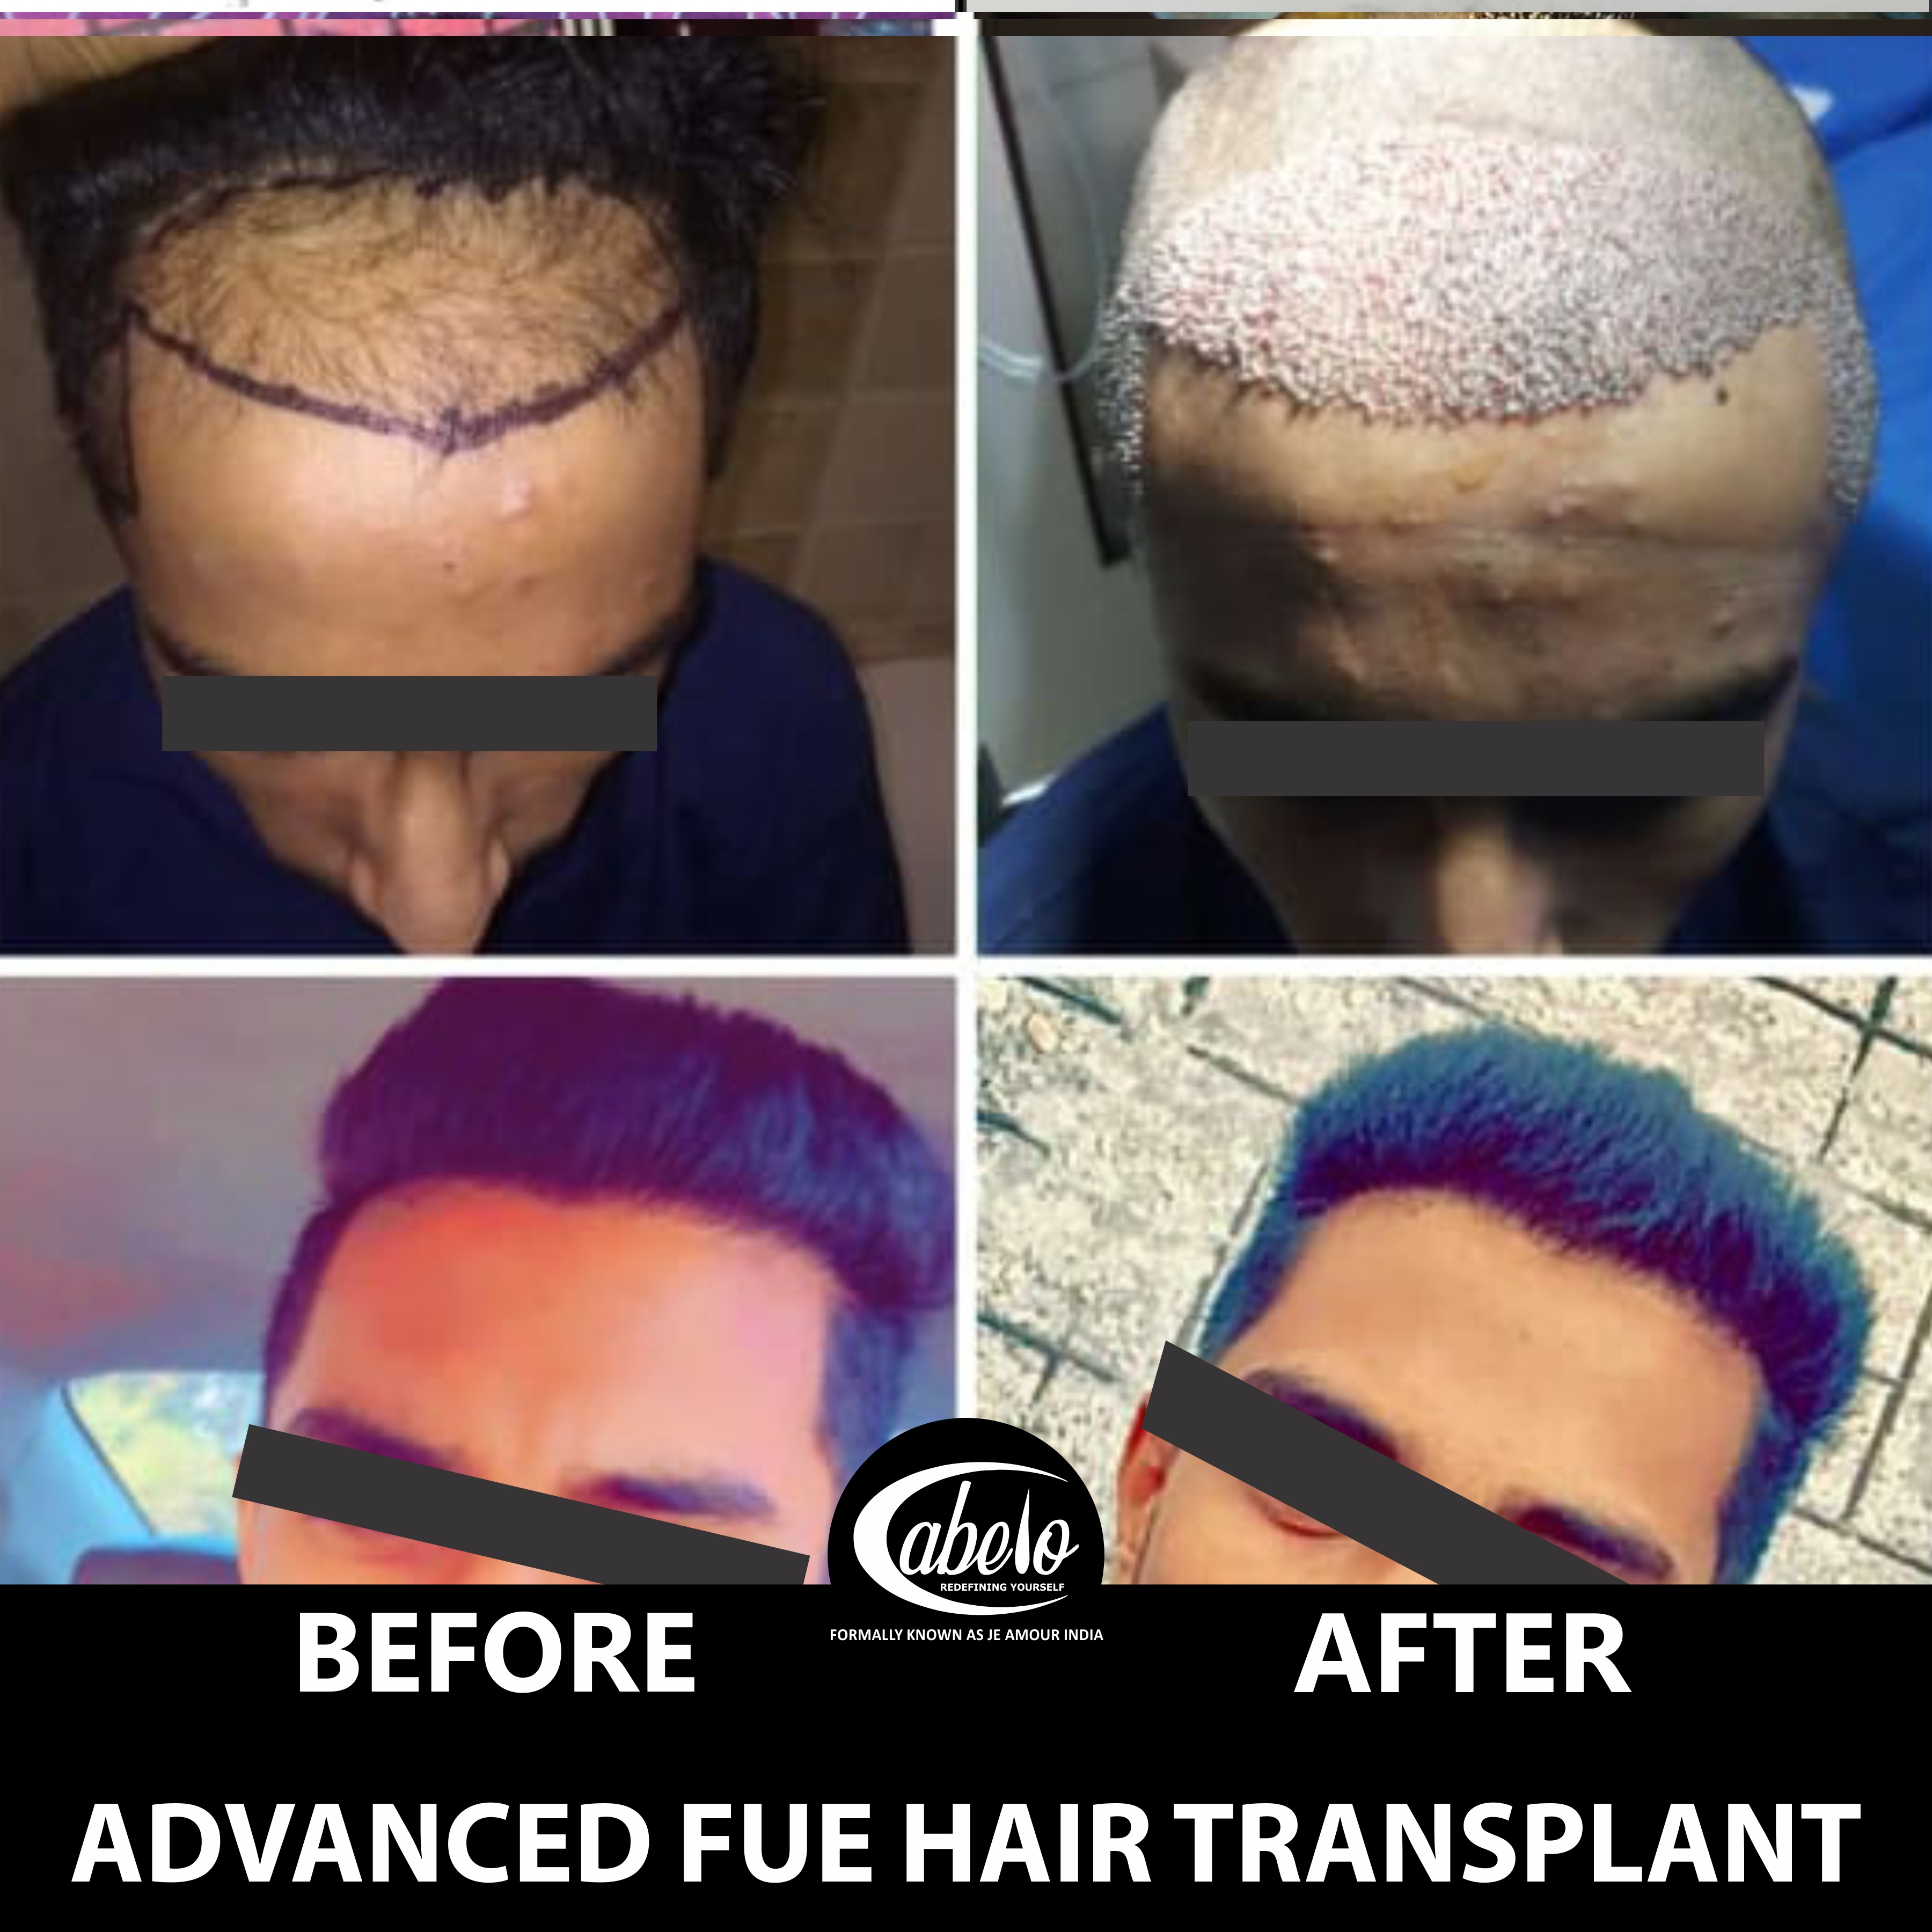 Cabelo
REDEFINING YOURSELF
FORMALLY KNOWN AS JE AMOUR INDIA
BEFORE
AFTER
ADVANCED FUE HAIR TRANSPLANT